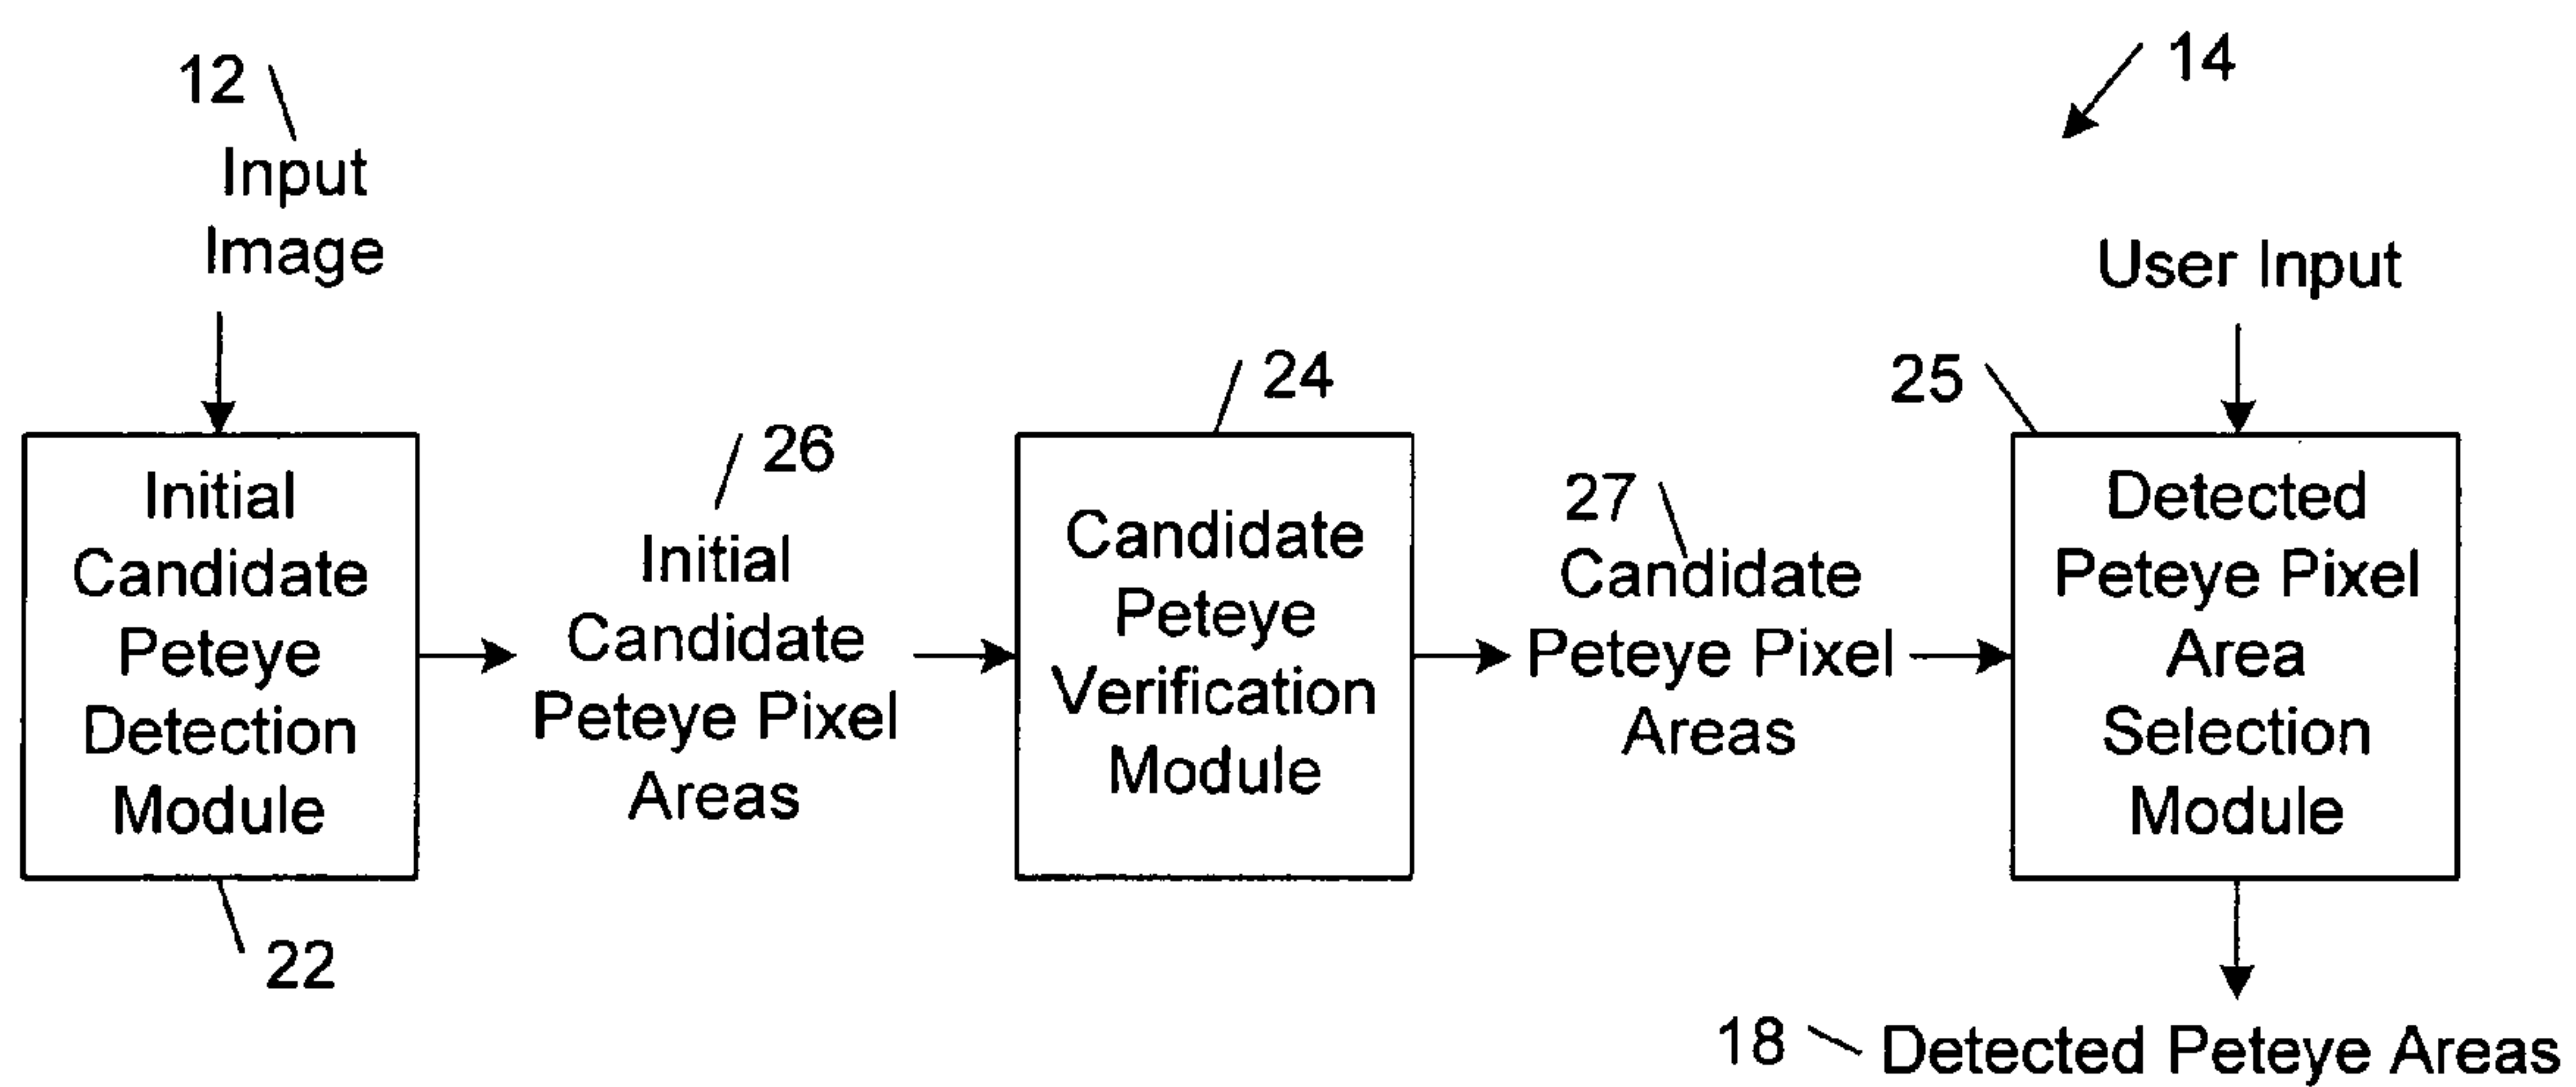 12
Input
Image
14
User Input
22
Initial
Candidate
Peteye
Detection
Module
26
Initial
Candidate
Peteye Pixel
Areas
24
Candidate
Peteye
Verification
Module
27
Candidate
Peteye Pixel
Areas
25
Detected
Peteye Pixel
Area
Selection
Module
18
Detected Peteye Areas